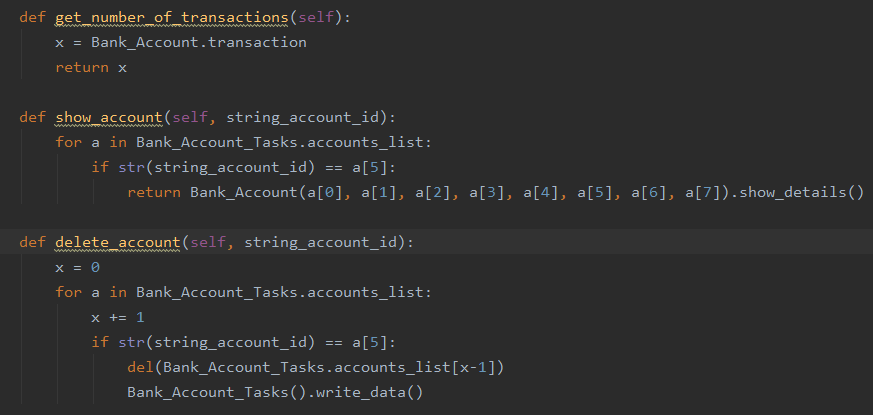 def get_number_of_transactions(self):
    x = Bank_Account.transaction
    return x

def show_account(self, string_account_id):
    for a in Bank_Account_Tasks.accounts_list:
        if str(string_account_id) == a[5]:
            return Bank_Account(a[0], a[1], a[2], a[3], a[4], a[5], a[6], a[7]).show_details()

def delete_account(self, string_account_id):
    x = 0
    for a in Bank_Account_Tasks.accounts_list:
        x += 1
        if str(string_account_id) == a[5]:
            del(Bank_Account_Tasks.accounts_list[x-1])
            Bank_Account_Tasks().write_data()